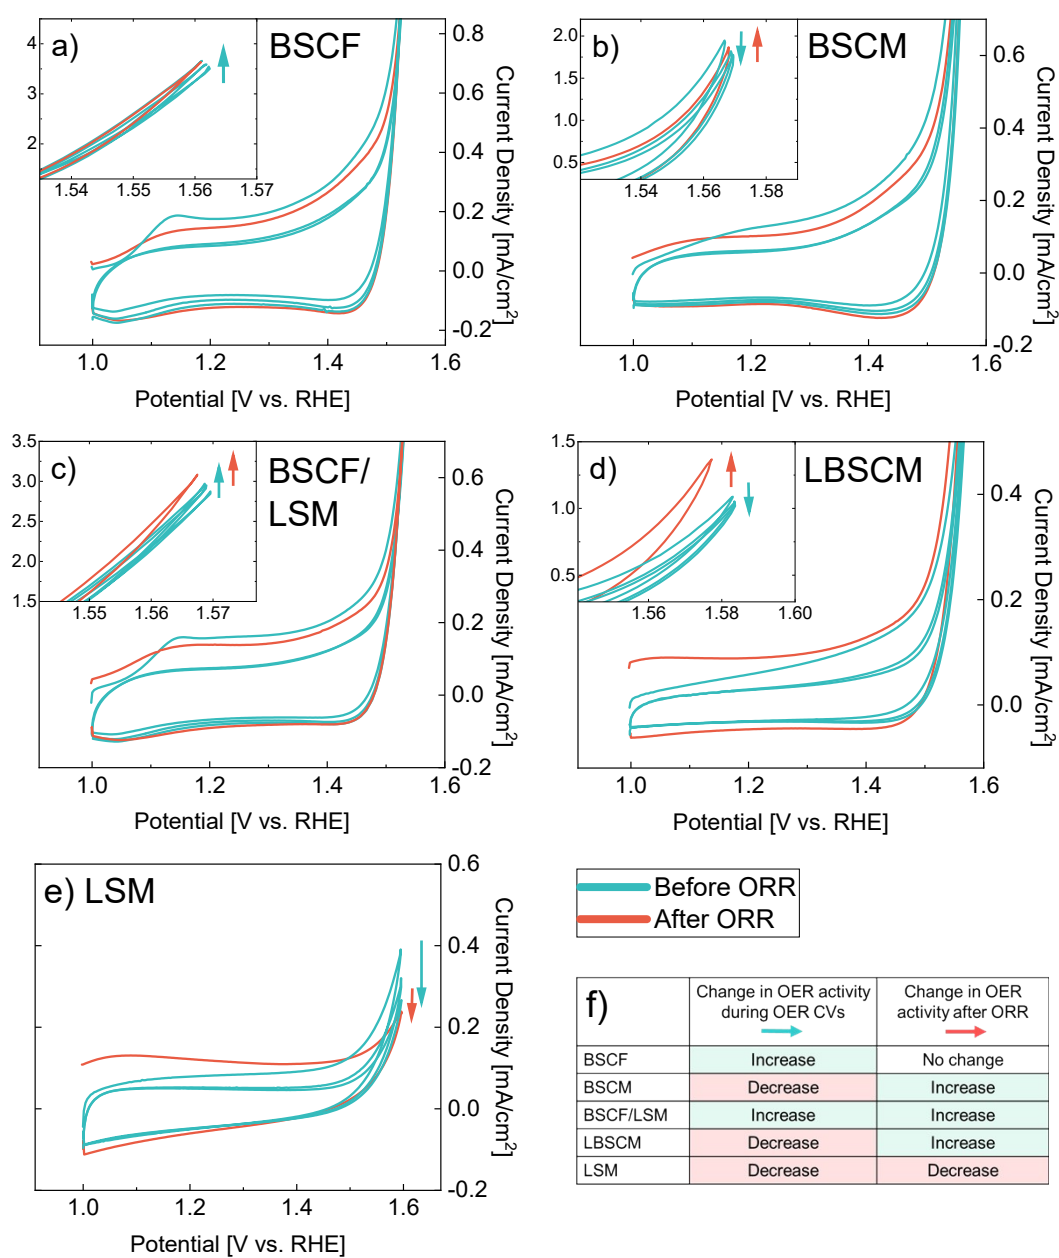 a) BSCF
4
3
2
1.54 1.55 1.56 1.57
0.8
0.6
0.4
0.2
0.0
-0.2
Current Density [mA/cm²]
1.0 1.2 1.4 1.6
Potential [V vs. RHE]
b) BSCM
2.0
1.5
1.0
0.5
1.54 1.56 1.58
0.6
0.4
0.2
0.0
-0.2
Current Density [mA/cm²]
1.0 1.2 1.4 1.6
Potential [V vs. RHE]
c) BSCF/
LSM
3.5
3.0
2.5
2.0
1.5
1.55 1.56 1.57
0.6
0.4
0.2
0.0
-0.2
Current Density [mA/cm²]
1.0 1.2 1.4 1.6
Potential [V vs. RHE]
d) LBSCM
1.5
1.0
0.5
1.56 1.58 1.60
0.4
0.2
0.0
Current Density [mA/cm²]
1.0 1.2 1.4 1.6
Potential [V vs. RHE]
e) LSM
0.6
0.4
0.2
0.0
-0.2
Current Density [mA/cm²]
1.0 1.2 1.4 1.6
Potential [V vs. RHE]
Before ORR
After ORR
f)
Change in OER activity
during OER CVs
Change in OER
activity after ORR
BSCF Increase No change
BSCM Decrease Increase
BSCF/LSM Increase Increase
LBSCM Decrease Increase
LSM Decrease Decrease